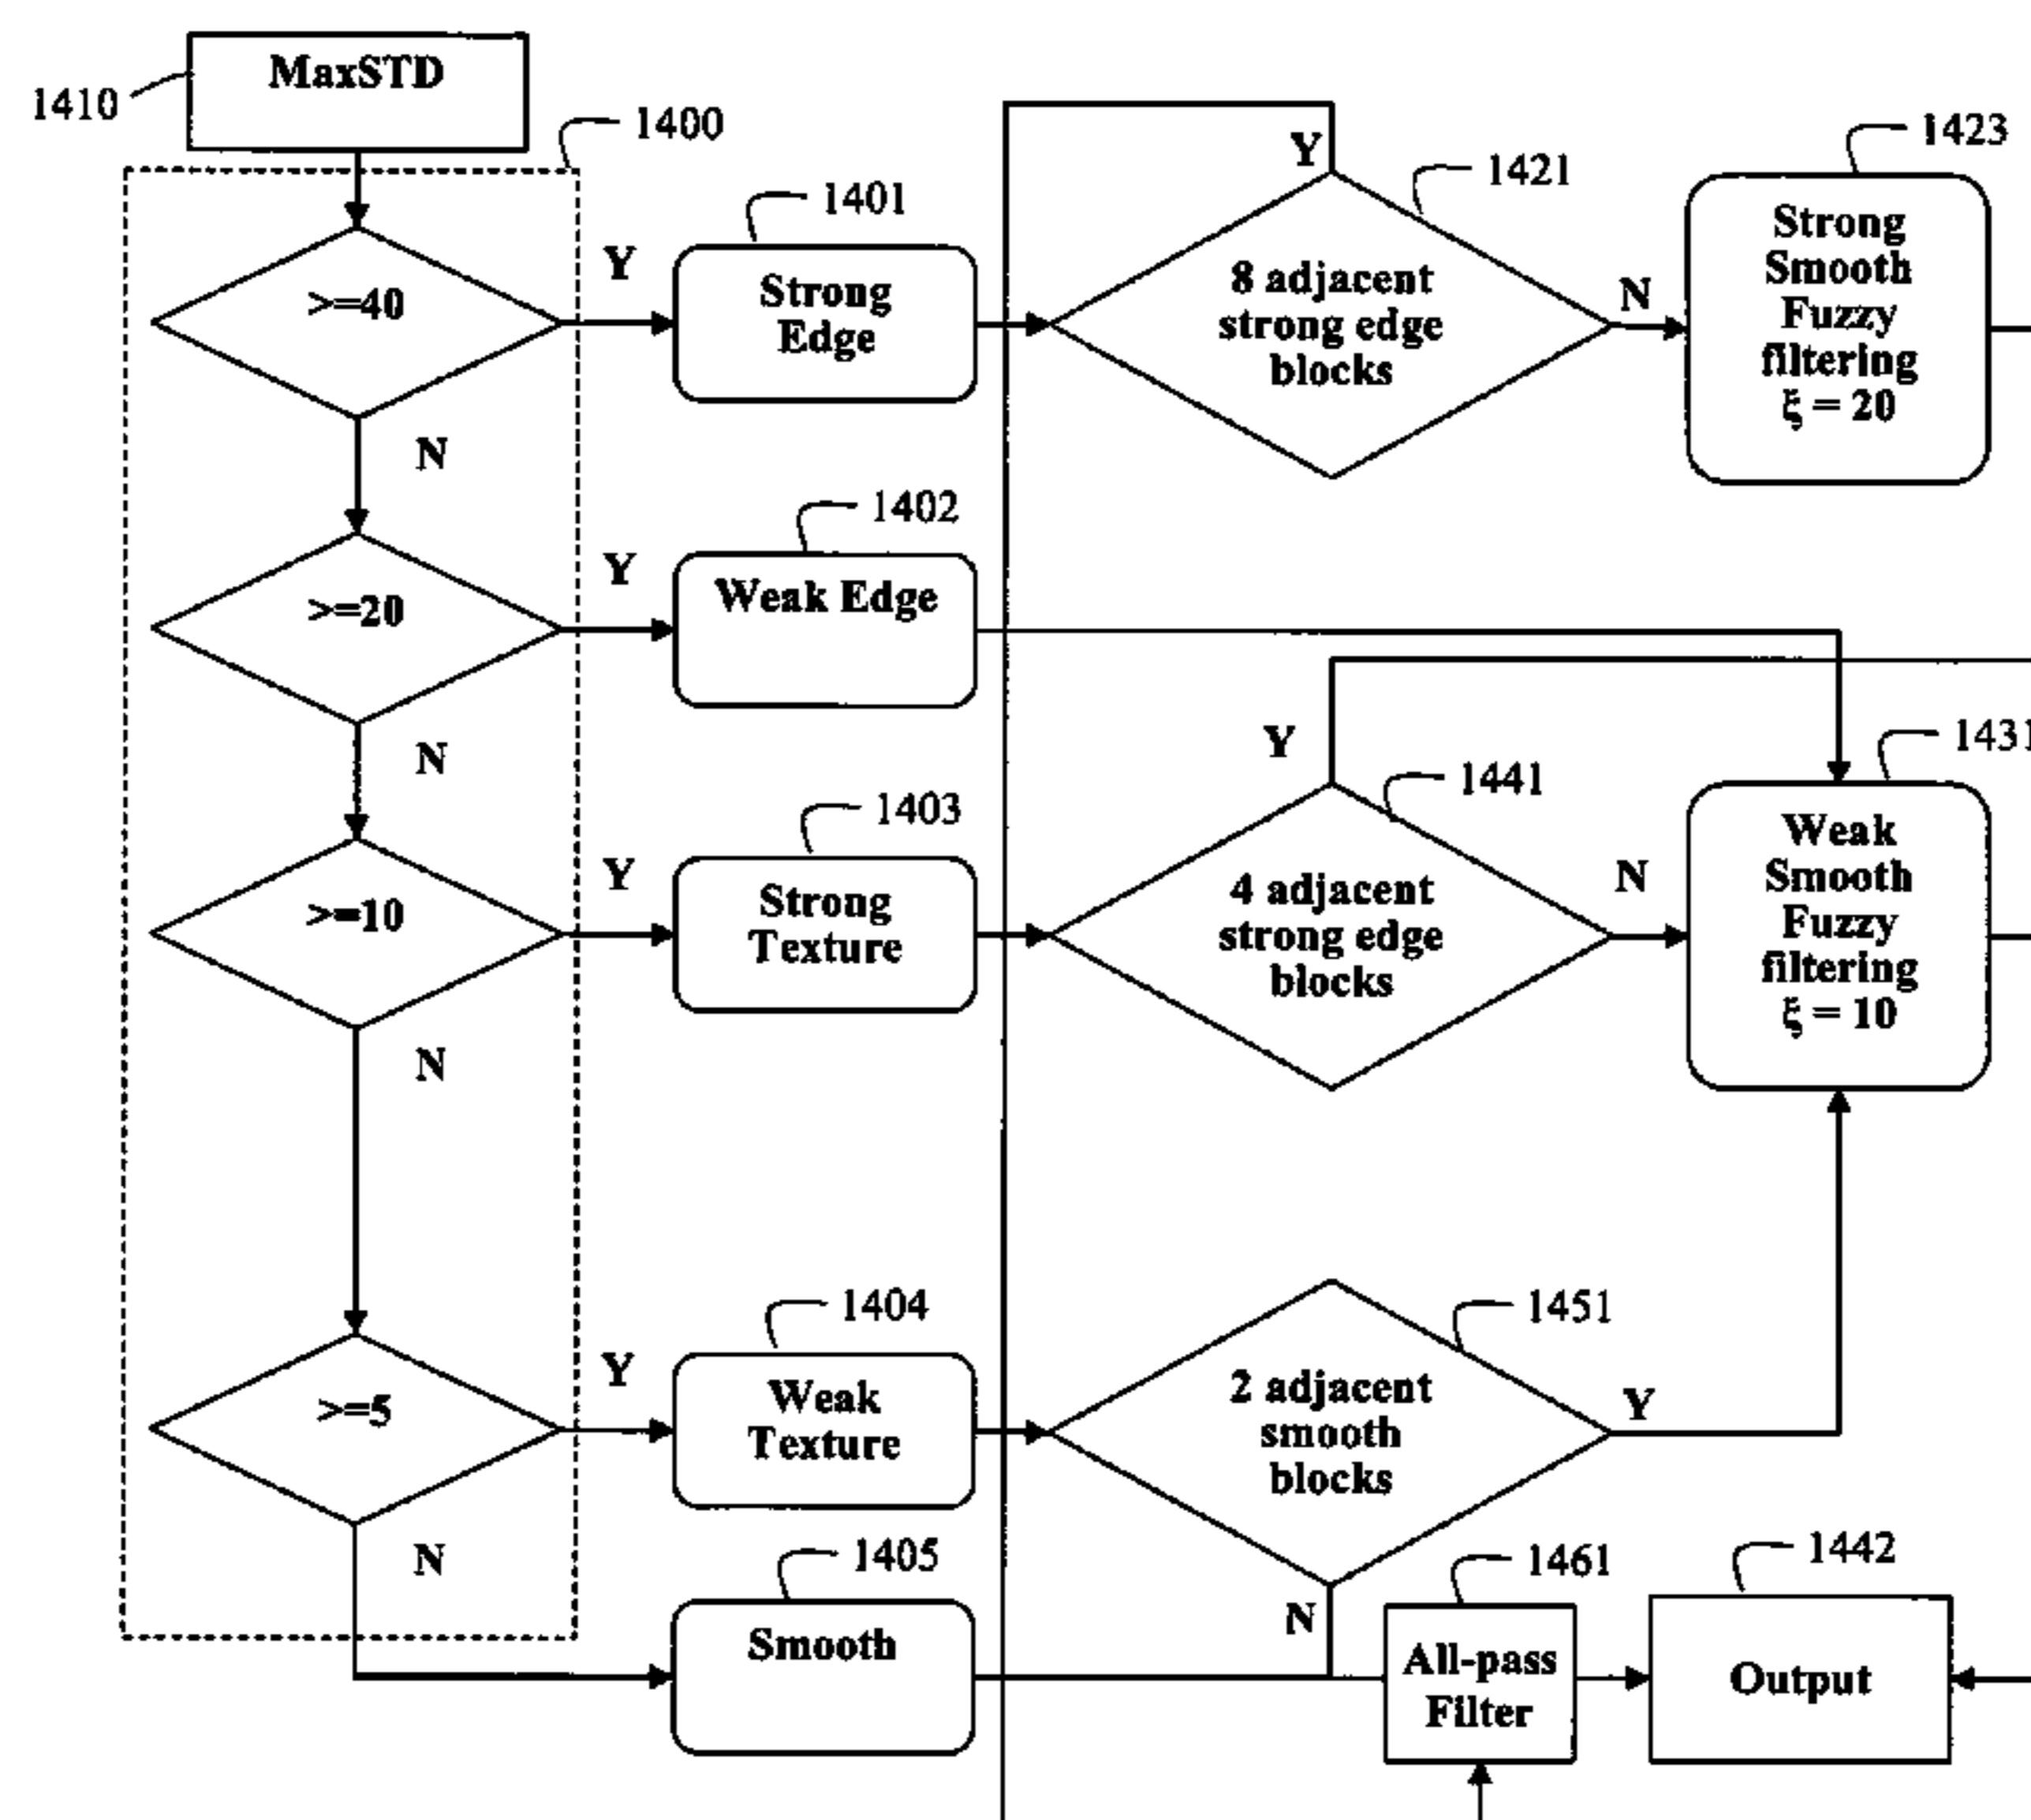 MaxSTD
1410
1400
>=40
Y
N
1401
Strong
Edge
Y
1421
8 adjacent
strong edge
blocks
N
1423
Strong
Smooth
Fuzzy
filtering
ξ = 20
>=20
Y
N
1402
Weak Edge
>=10
Y
N
1403
Strong
Texture
Y
1441
4 adjacent
strong edge
blocks
N
1431
Weak
Smooth
Fuzzy
filtering
ξ = 10
>=5
Y
N
1404
Weak
Texture
1451
2 adjacent
smooth
blocks
Y
N
1405
Smooth
1461
All-pass
Filter
1442
Output